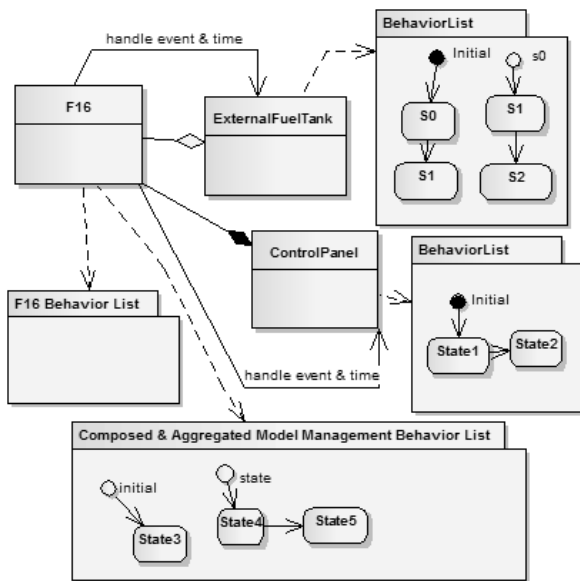 BehaviorList
handle event & time
Initial
s0
F16
ExternalFuelTank
S0
S1
S1
S2
ControlPanel
BehaviorList
F16 Behavior List
Initial
State1
State2
handle event & time
Composed & Aggregated Model Management Behavior List
initial
state
State3
State4
State5